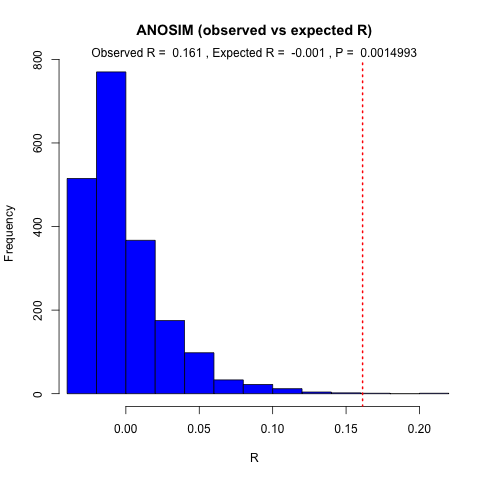 ANOSIM (observed vs expected R)
Observed R = 0.161 , Expected R = -0.001 , P = 0.0014993
Frequency
800
600
400
200
0
0.00 0.05 0.10 0.15 0.20
R